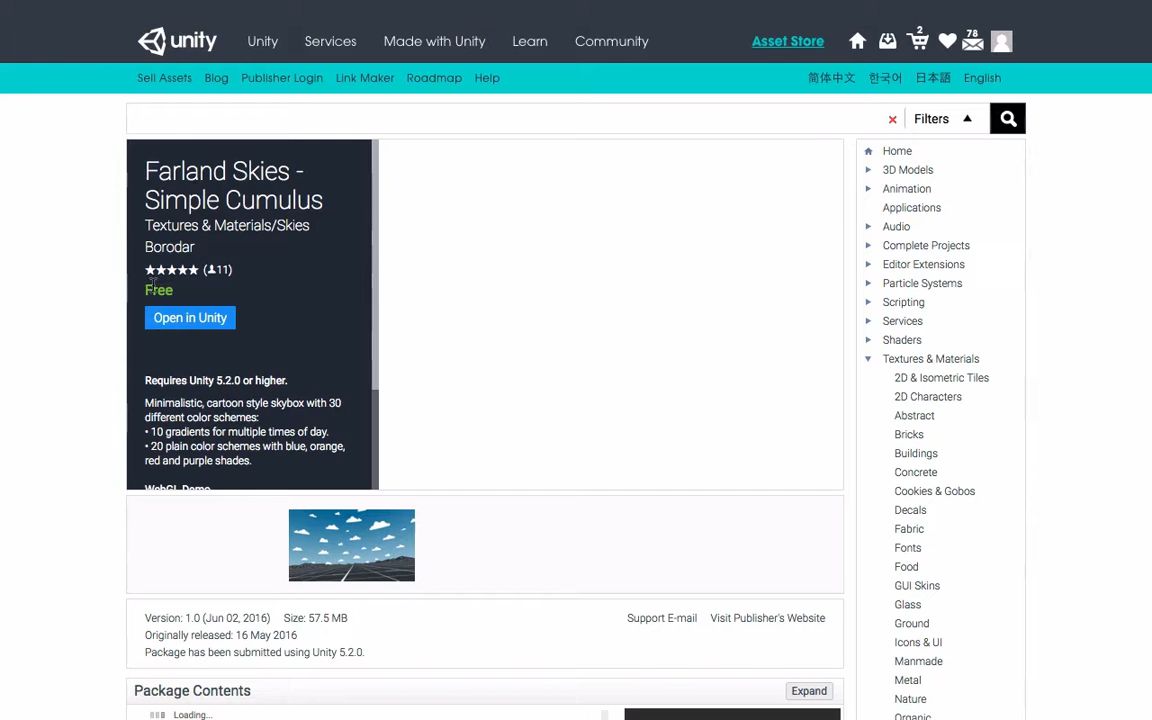 unity
Unity
Services
Made with Unity
Learn
Community
Asset Store
2
78
Sell Assets
Blog
Publisher Login
Link Maker
Roadmap
Help
简体中文
한국어
日本語
English
×
Filters
Farland Skies -
Simple Cumulus
Textures & Materials/Skies
Borodar
★★★★★ (11)
Free
Open in Unity
Requires Unity 5.2.0 or higher.
Minimalistic, cartoon style skybox with 30
different color schemes:
• 10 gradients for multiple times of day.
• 20 plain color schemes with blue, orange,
red and purple shades.
WebGL Demo
Version: 1.0 (Jun 02, 2016) Size: 57.5 MB
Support E-mail
Visit Publisher's Website
Originally released: 16 May 2016
Package has been submitted using Unity 5.2.0.
Package Contents
Expand
Loading...
Home
3D Models
Animation
Applications
Audio
Complete Projects
Editor Extensions
Particle Systems
Scripting
Services
Shaders
Textures & Materials
2D & Isometric Tiles
2D Characters
Abstract
Bricks
Buildings
Concrete
Cookies & Gobos
Decals
Fabric
Fonts
Food
GUI Skins
Glass
Ground
Icons & UI
Manmade
Metal
Nature
Organic